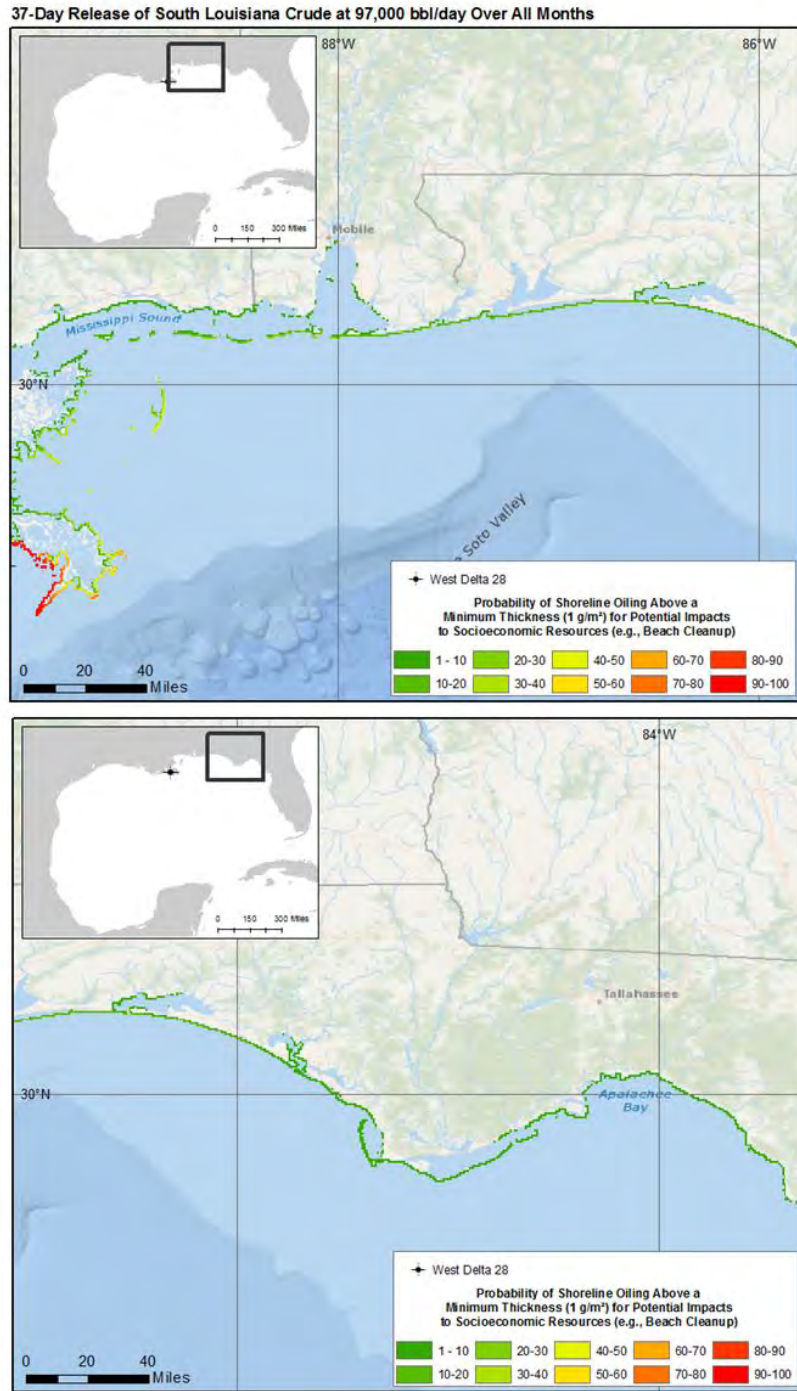 37-Day Release of South Louisiana Crude at 97,000 bbl/day Over All Months
88°W
86°W
0 150 300 Miles
Mobile
Mississippi Sound
30°N
Soto Valley
West Delta 28
Probability of Shoreline Oiling Above a
Minimum Thickness (1 g/m²) for Potential Impacts
to Socioeconomic Resources (e.g., Beach Cleanup)
1 - 10 20-30 40-50 60-70 80-90
10-20 30-40 50-60 70-80 90-100
0 20 40
Miles
84°W
0 150 300 Miles
Tallahassee
30°N
Apalachee
Bay
West Delta 28
Probability of Shoreline Oiling Above a
Minimum Thickness (1 g/m²) for Potential Impacts
to Socioeconomic Resources (e.g., Beach Cleanup)
1 - 10 20-30 40-50 60-70 80-90
10-20 30-40 50-60 70-80 90-100
0 20 40
Miles